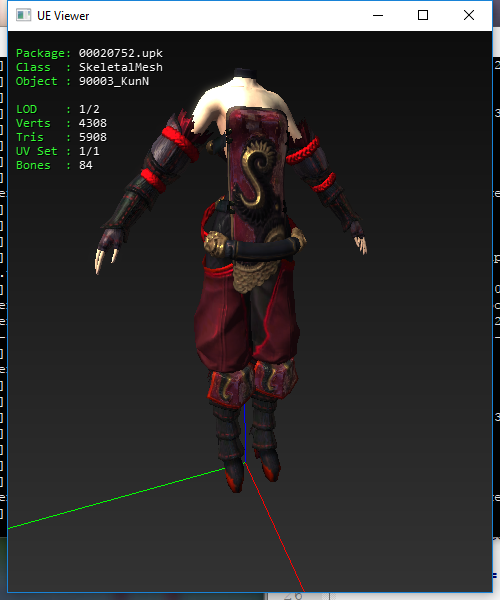 UE Viewer
Package: 00020752.upk
Class : SkeletalMesh
Object : 90003_KunN
LOD : 1/2
Verts : 4308
Tris : 5908
UV Set : 1/1
Bones : 84